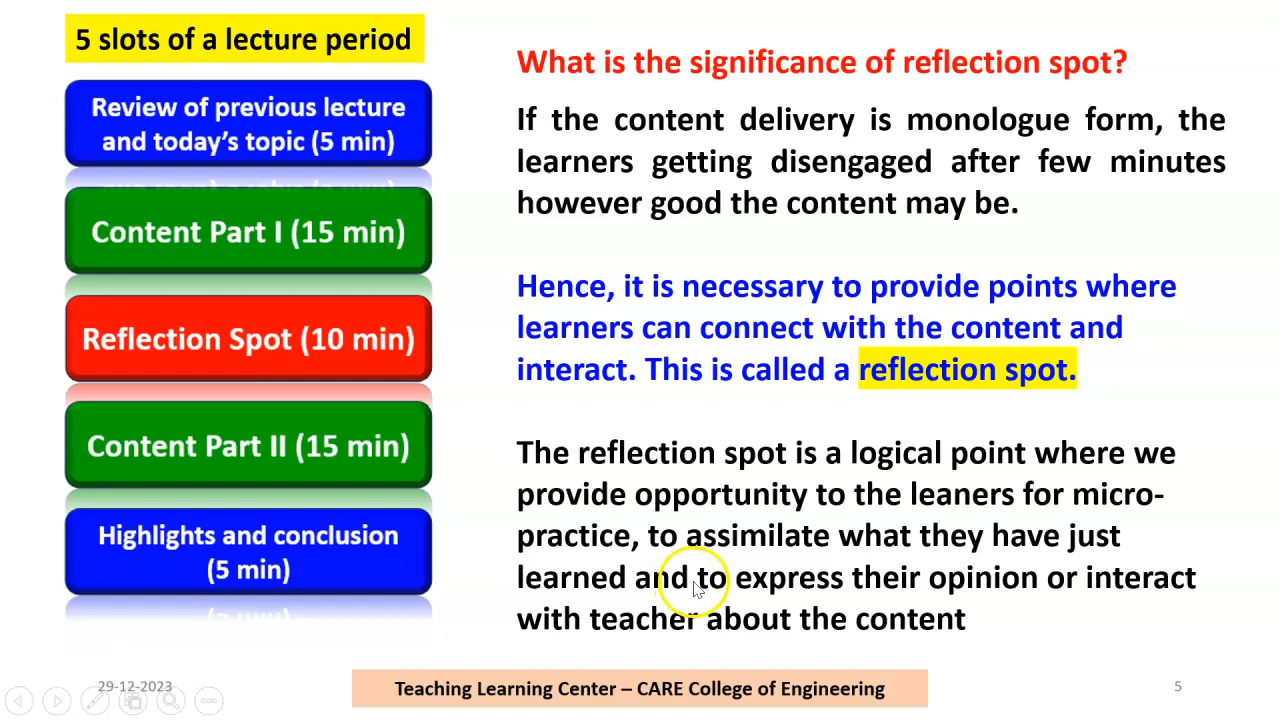 5 slots of a lecture period
Review of previous lecture
and today's topic (5 min)
Content Part I (15 min)
Reflection Spot (10 min)
Content Part II (15 min)
Highlights and conclusion
(5 min)
What is the significance of reflection spot?
If the content delivery is monologue form, the
learners getting disengaged after few minutes
however good the content may be.
Hence, it is necessary to provide points where
learners can connect with the content and
interact. This is called a reflection spot.
The reflection spot is a logical point where we
provide opportunity to the leaners for micro-
practice, to assimilate what they have just
learned and to express their opinion or interact
with teacher about the content
29-12-2023
Teaching Learning Center – CARE College of Engineering
5